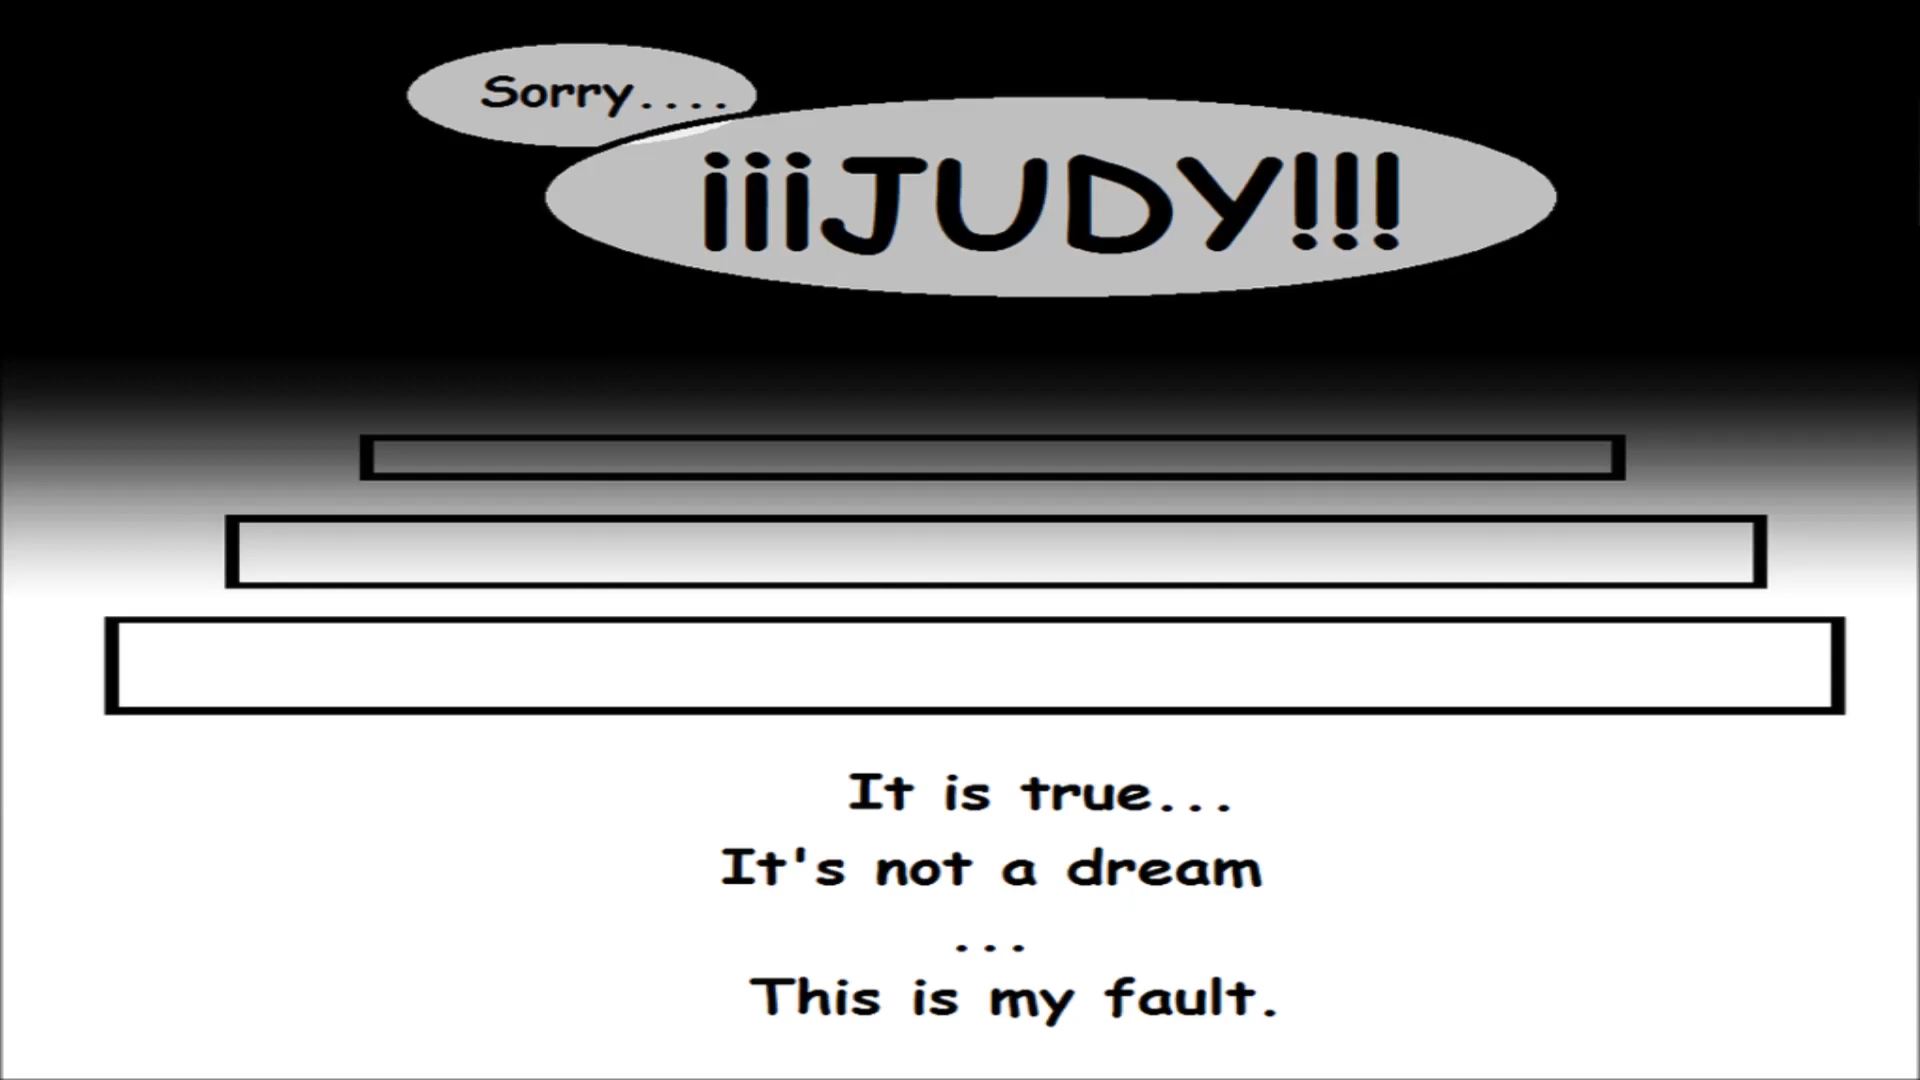 Sorry....
¡¡¡JUDY!!!
It is true...
It's not a dream
...
This is my fault.